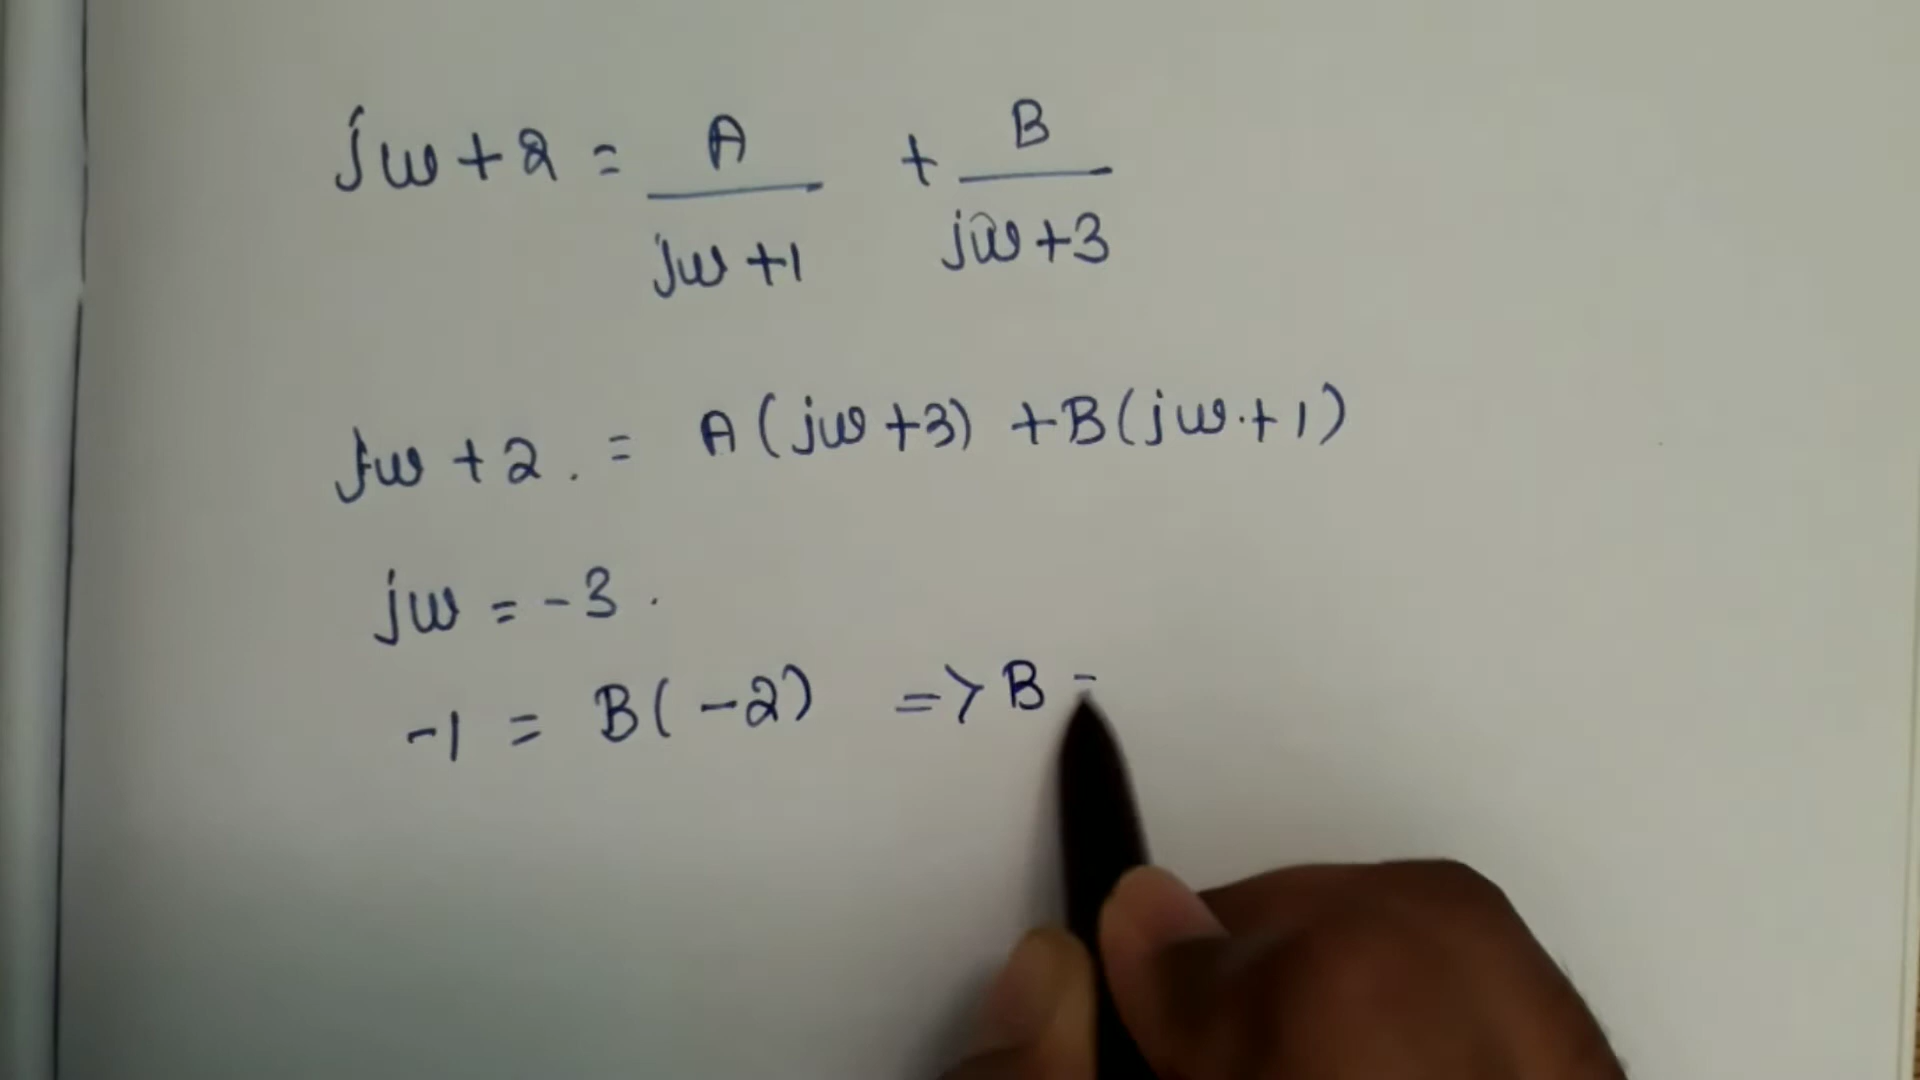 jω + 2 = A/(jω + 1) + B/(jω + 3)
jω + 2 . = A(jω + 3) + B(jω + 1)
jω = -3 .
-1 = B(-2) => B =